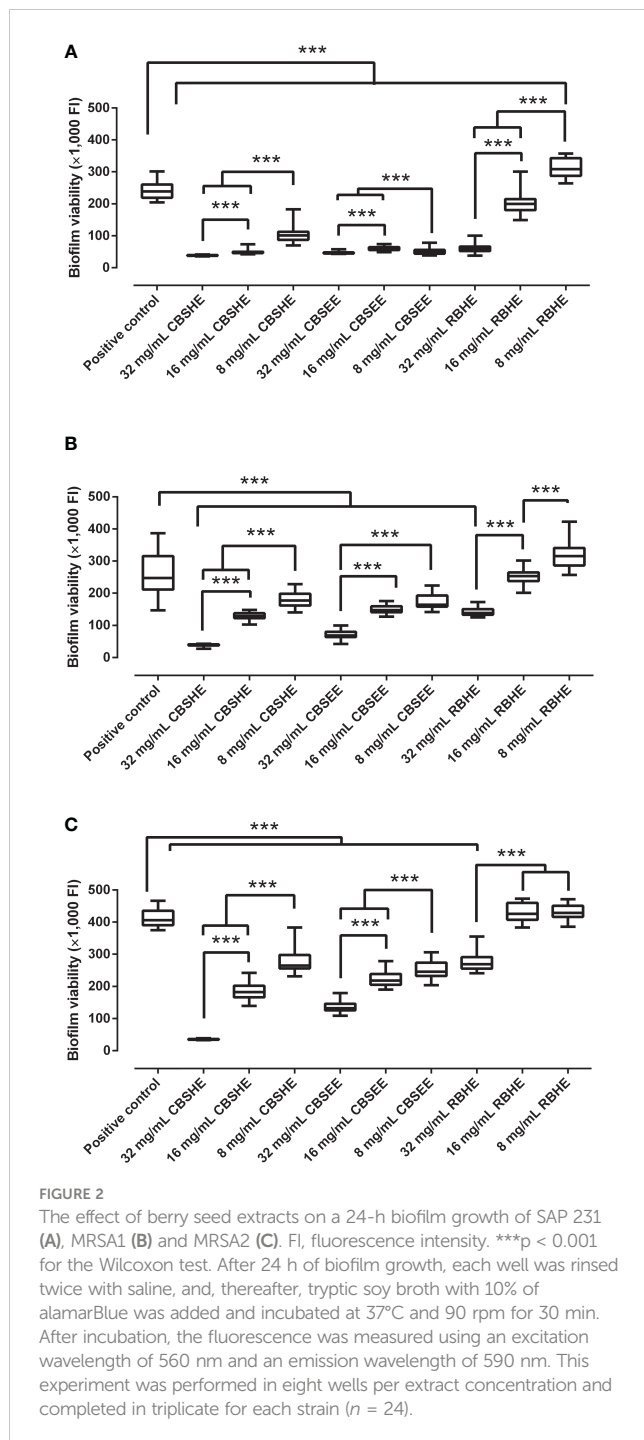 A
***
Biofilm viability (×1,000 FI)
500
400
300
200
100
0
***
***
***
***
***
***
Positive control
32 mg/mL CBSHE
16 mg/mL CBSHE
8 mg/mL CBSHE
32 mg/mL CBSEE
16 mg/mL CBSEE
8 mg/mL CBSEE
32 mg/mL RBHE
16 mg/mL RBHE
8 mg/mL RBHE
B
***
Biofilm viability (×1,000 FI)
500
400
300
200
100
0
***
***
***
***
***
***
Positive control
32 mg/mL CBSHE
16 mg/mL CBSHE
8 mg/mL CBSHE
32 mg/mL CBSEE
16 mg/mL CBSEE
8 mg/mL CBSEE
32 mg/mL RBHE
16 mg/mL RBHE
8 mg/mL RBHE
C
***
Biofilm viability (×1,000 FI)
500
400
300
200
100
0
***
***
***
***
***
Positive control
32 mg/mL CBSHE
16 mg/mL CBSHE
8 mg/mL CBSHE
32 mg/mL CBSEE
16 mg/mL CBSEE
8 mg/mL CBSEE
32 mg/mL RBHE
16 mg/mL RBHE
8 mg/mL RBHE
FIGURE 2
The effect of berry seed extracts on a 24-h biofilm growth of SAP 231
(A), MRSA1 (B) and MRSA2 (C). FI, fluorescence intensity. ***p < 0.001
for the Wilcoxon test. After 24 h of biofilm growth, each well was rinsed
twice with saline, and, thereafter, tryptic soy broth with 10% of
alamarBlue was added and incubated at 37°C and 90 rpm for 30 min.
After incubation, the fluorescence was measured using an excitation
wavelength of 560 nm and an emission wavelength of 590 nm. This
experiment was performed in eight wells per extract concentration and
completed in triplicate for each strain (n = 24).